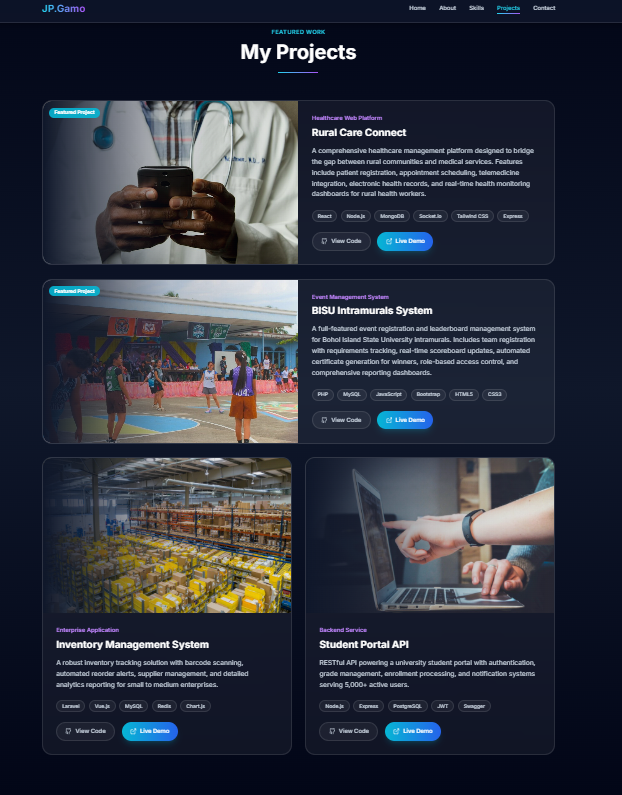 JP.Gamo
Home About Skills Projects Contact
FEATURED WORK
My Projects
Featured Project
Healthcare Web Platform
Rural Care Connect
A comprehensive healthcare management platform designed to bridge
the gap between rural communities and medical services. Features
include patient registration, appointment scheduling, telemedicine
integration, electronic health records, and real-time health monitoring
dashboards for rural health workers.
React Node.js MongoDB Socket.io Tailwind CSS Express
View Code Live Demo
Featured Project
Event Management System
BISU Intramurals System
A full-featured event registration and leaderboard management system
for Bohol Island State University Intramurals. Includes team registration
with requirements tracking, real-time scoreboard updates, automated
certificate generation for winners, role-based access control, and
comprehensive reporting dashboards.
PHP MySQL JavaScript Bootstrap HTML5 CSS3
View Code Live Demo
Enterprise Application
Inventory Management System
A robust inventory tracking solution with barcode scanning,
automated reorder alerts, supplier management, and detailed
analytics reporting for small to medium enterprises.
Laravel Vue.js MySQL Redis Chart.js
View Code Live Demo
Backend Service
Student Portal API
RESTful API powering a university student portal with authentication,
grade management, enrollment processing, and notification systems
serving 5,000+ active users.
Node.js Express PostgreSQL JWT Swagger
View Code Live Demo